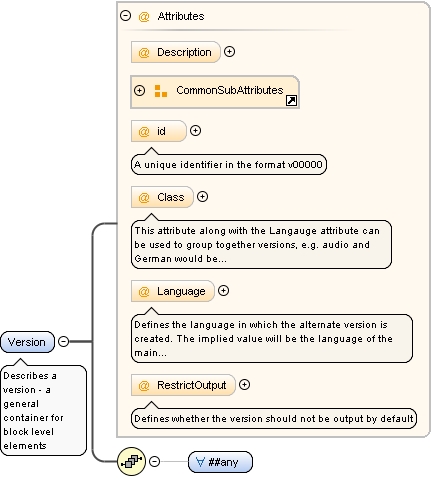 @ Attributes
@ Description
CommonSubAttributes
@ id
A unique identifier in the format v00000
@ Class
This attribute along with the Langauge attribute can
be used to group together versions, e.g. audio and
German would be...
@ Language
Defines the language in which the alternate version is
created. The implied value will be the language of the
main...
@ RestrictOutput
Defines whether the version should not be output by default
Version
Describes a
version - a
general
container for
block level
elements
∀ ##any